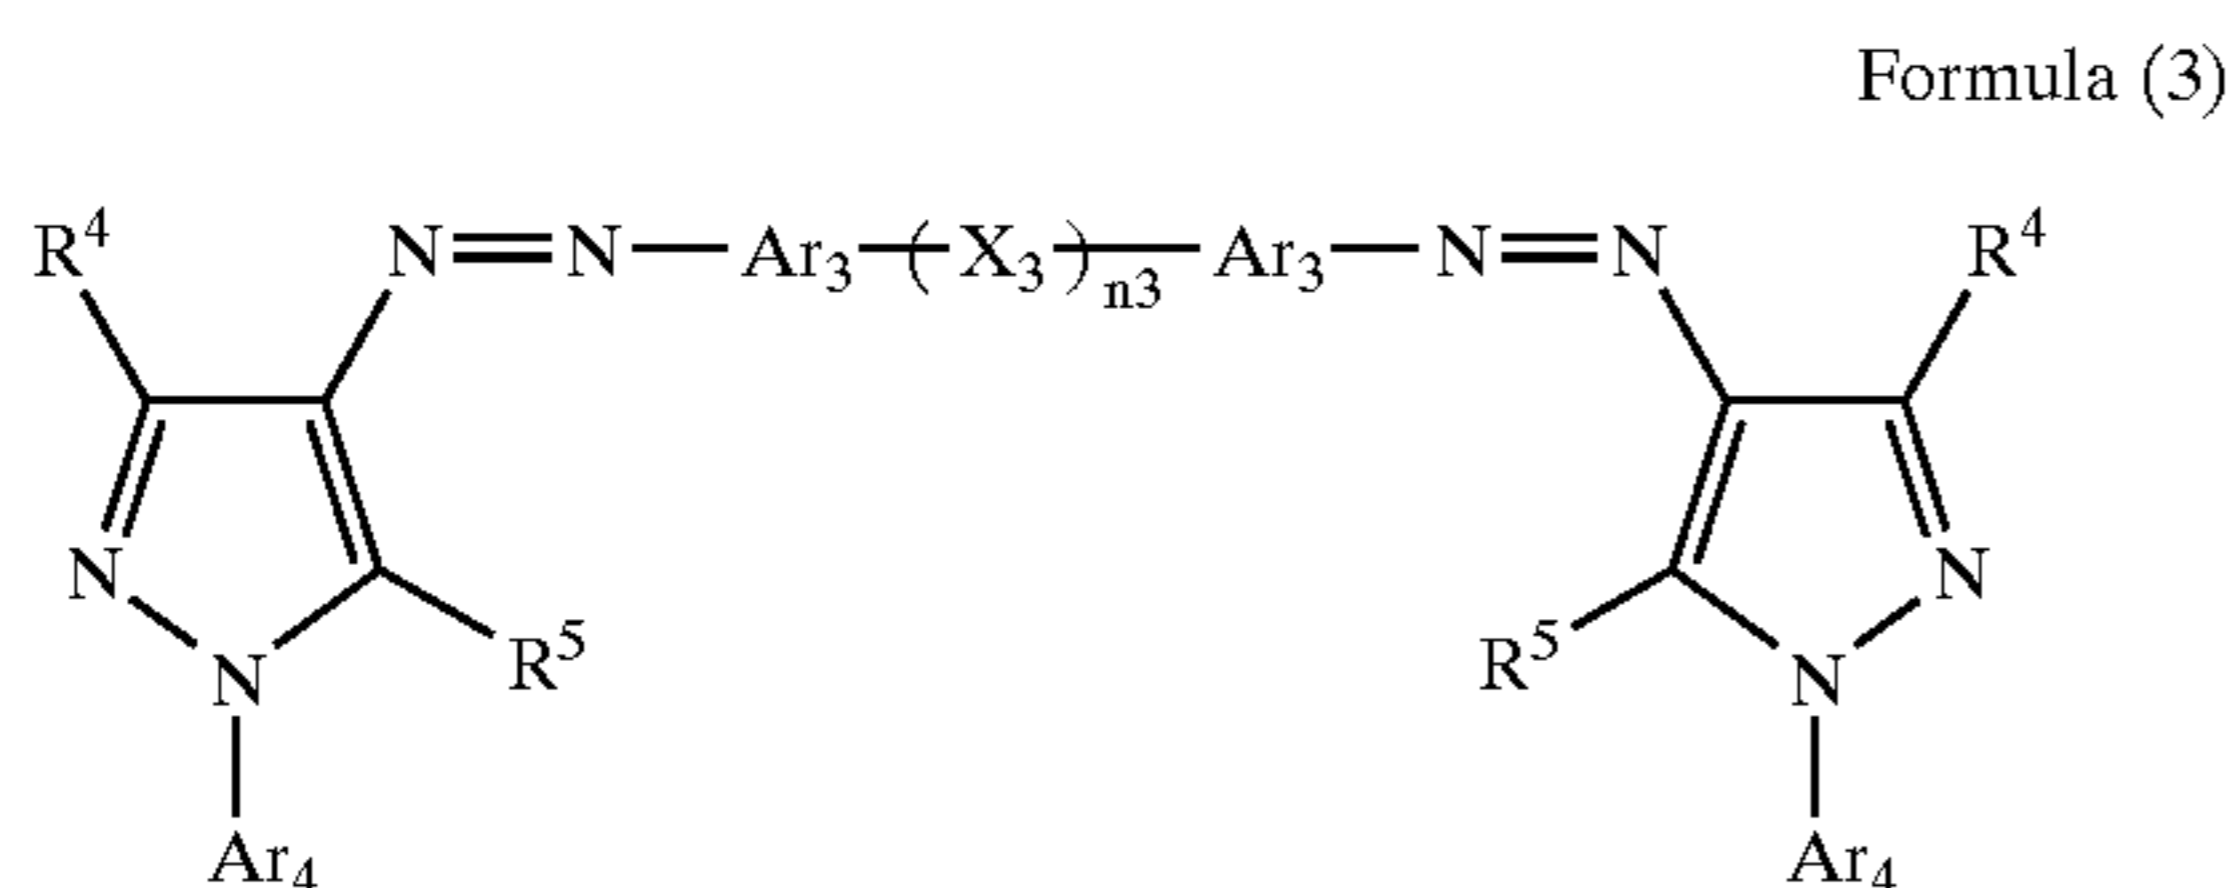 Formula (3)
R⁴ N=N—Ar₃—(X₃)n3—Ar₃—N=N R⁴
N N
R⁵ R⁵
N N
Ar₄ Ar₄